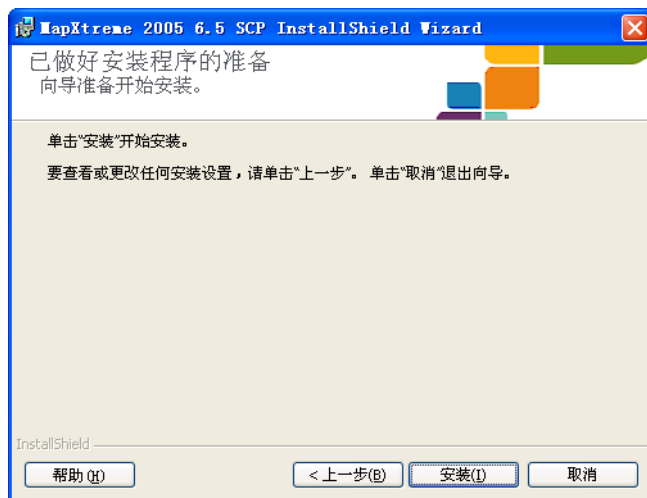 MapXtreme 2005 6.5 SCP InstallShield Wizard
已做好安装程序的准备
向导准备开始安装。
单击"安装"开始安装。
要查看或更改任何安装设置，请单击"上一步"。 单击"取消"退出向导。
InstallShield
帮助(H)
<上一步(B)
安装(I)
取消